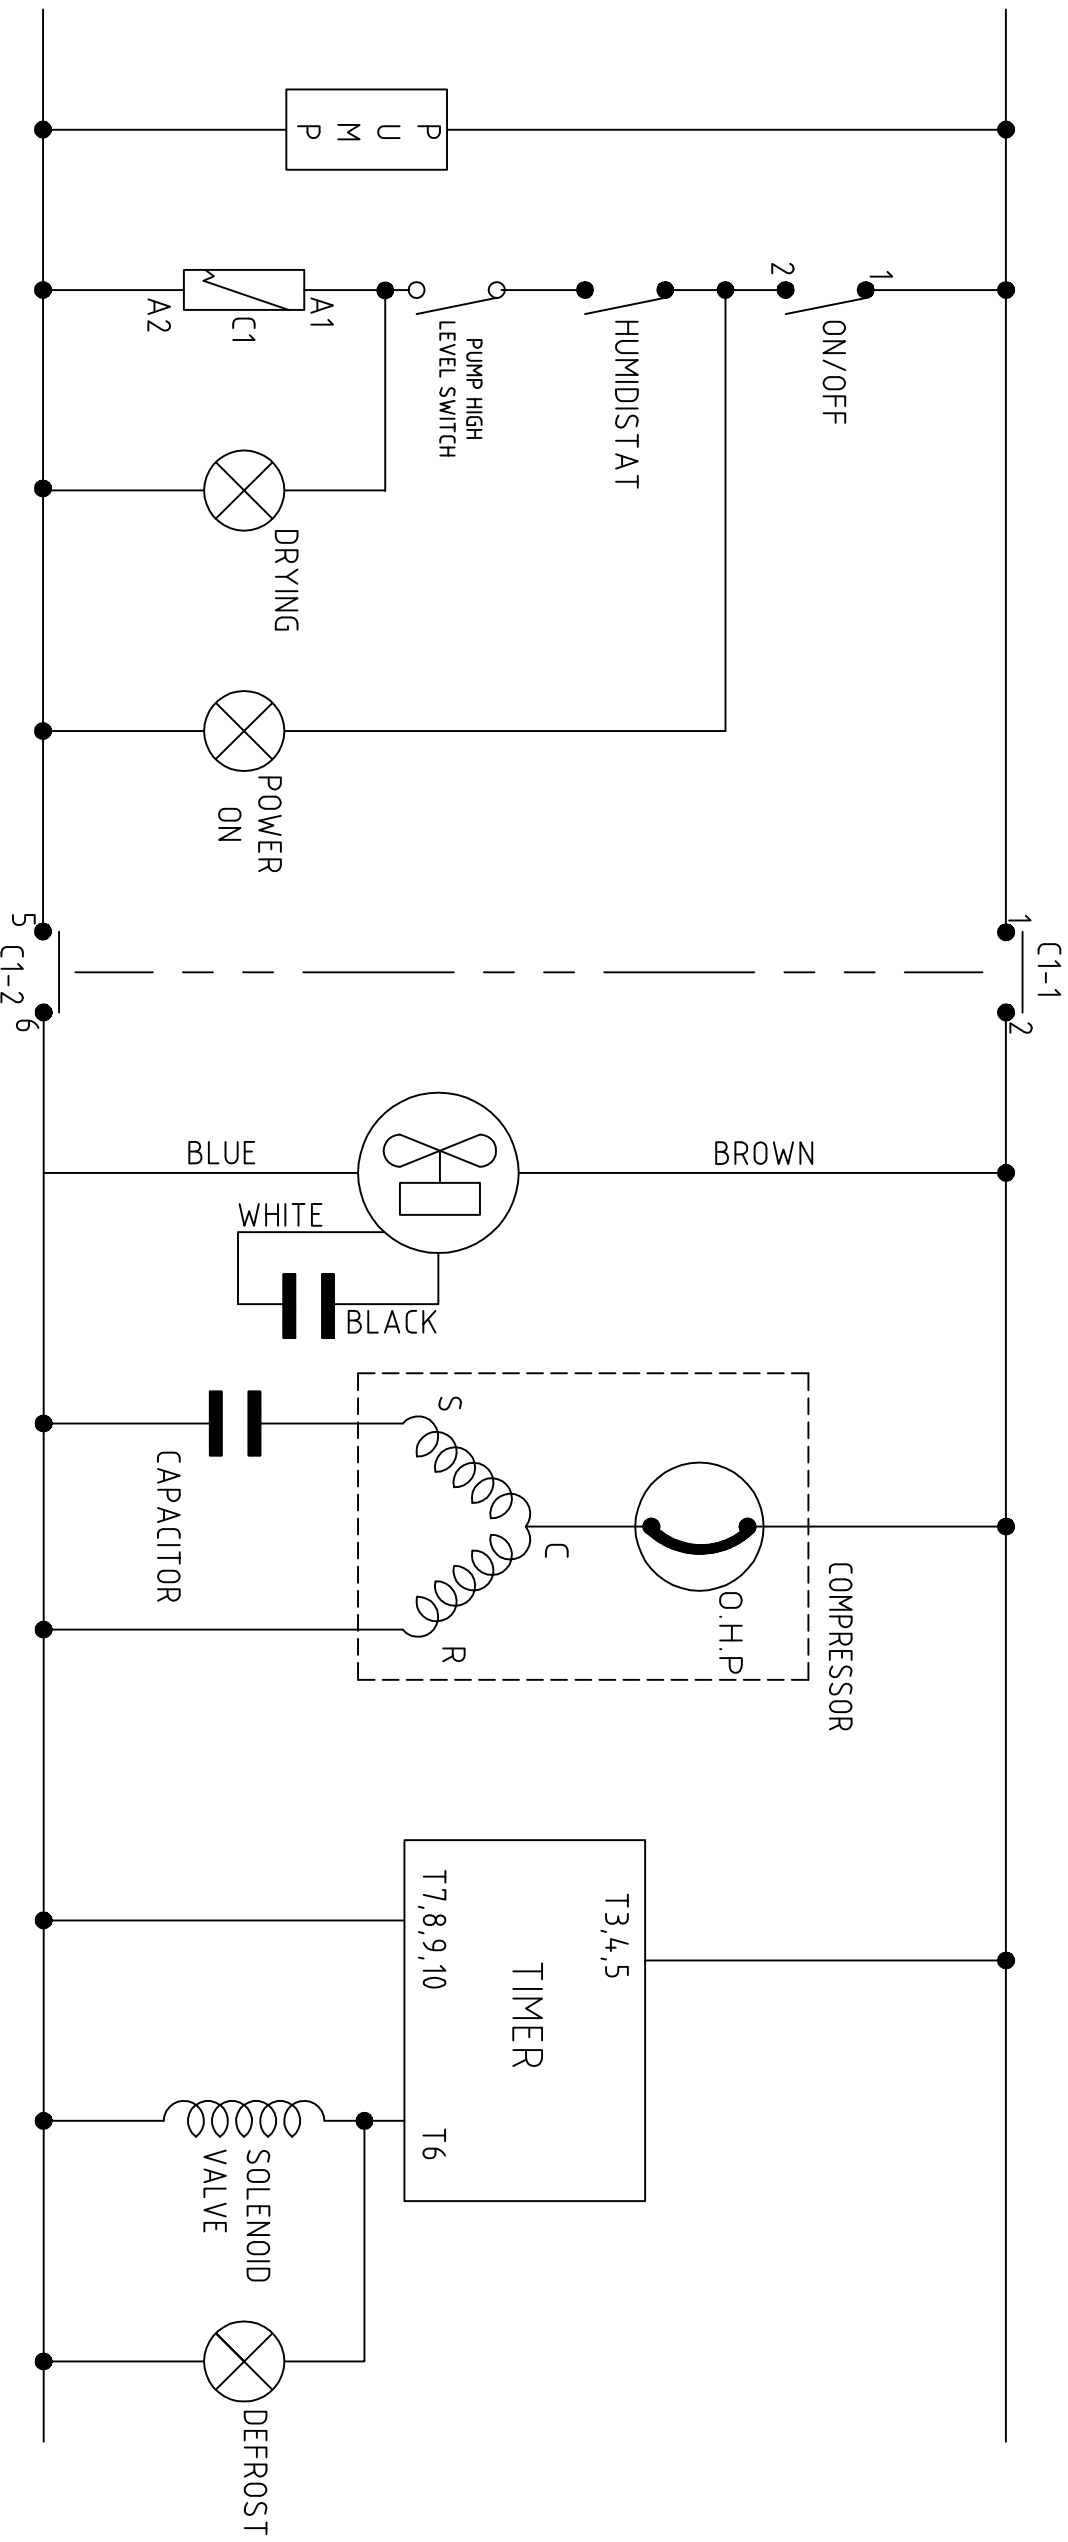 PUMP
1
2
ON/OFF
HUMIDISTAT
PUMP HIGH
LEVEL SWITCH
A1
C1
A2
DRYING
POWER
ON
1
C1-1
2
5
C1-2
6
BROWN
BLUE
WHITE
BLACK
COMPRESSOR
O.H.P
C
S
R
CAPACITOR
T3,4,5
TIMER
T7,8,9,10
T6
SOLENOID
VALVE
DEFROST